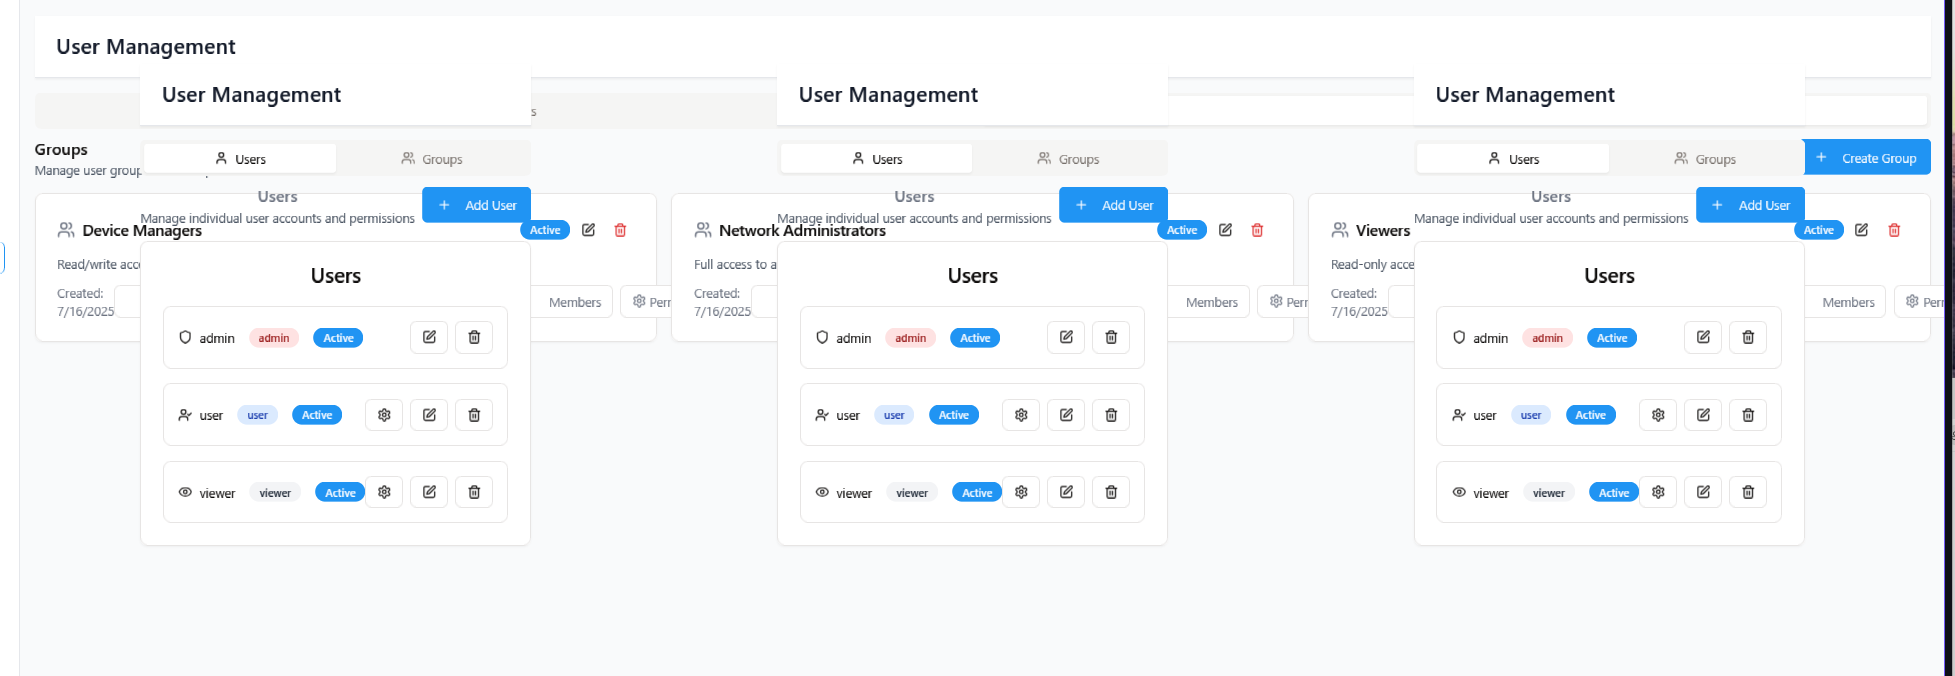 User Management
User Management
User Management
User Management
s
Groups
Manage user group
Users
Groups
Users
Groups
Users
Groups
+ Create Group
Users
Manage individual user accounts and permissions
+ Add User
Users
Manage individual user accounts and permissions
+ Add User
Users
Manage individual user accounts and permissions
+ Add User
Device Managers
Active
Network Administrators
Active
Viewers
Active
Read/write acc
Full access to a
Read-only acce
Created:
7/16/2025
Members
Perr
Created:
7/16/2025
Members
Perr
Created:
7/16/2025
Members
Per
Users
admin admin Active
user user Active
viewer viewer Active
Users
admin admin Active
user user Active
viewer viewer Active
Users
admin admin Active
user user Active
viewer viewer Active